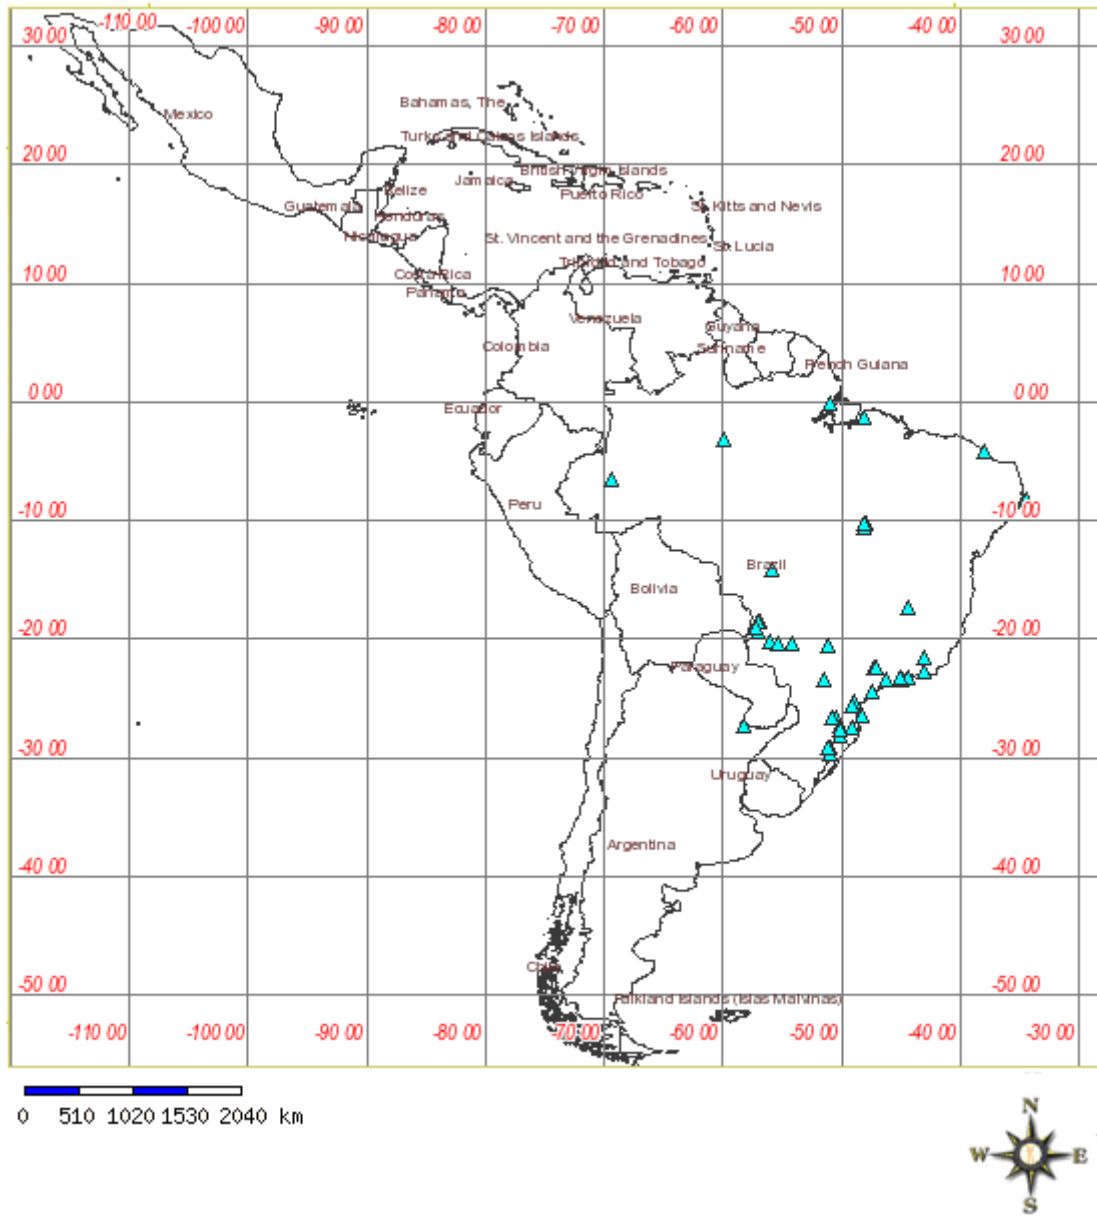 -110 00 -100 00 -90 00 -80 00 -70 00 -60 00 -50 00 -40 00 -30 00
30 00 30 00
Bahamas, The
Mexico
Turks and Caicos Islands
20 00 20 00
British Virgin Islands
Jamaica
Belize Puerto Rico
Guatemala St. Kitts and Nevis
Honduras
Nicaragua St. Vincent and the Grenadines
St. Lucia
Trinidad and Tobago
Costa Rica
10 00 10 00
Panama
Venezuela
Guyana
Colombia Suriname
French Guiana
0 00 0 00
Ecuador
Peru
-10 00 -10 00
Brazil
Bolivia
-20 00 -20 00
Paraguay
-30 00 -30 00
Uruguay
Argentina
-40 00 -40 00
Chile
-50 00 -50 00
Falkland Islands (Islas Malvinas)
-110 00 -100 00 -90 00 -80 00 -70 00 -60 00 -50 00 -40 00 -30 00
0 510 1020 1530 2040 km
N
W E
S